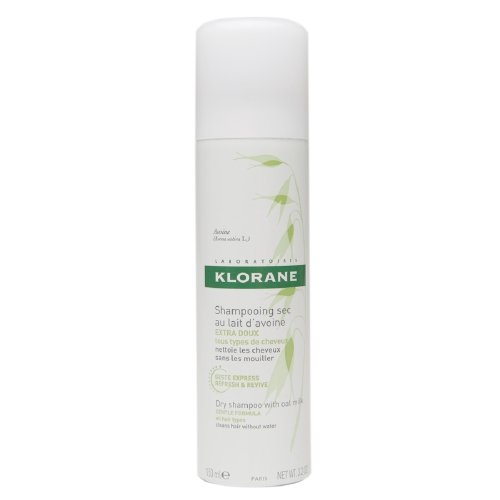 Avoine
(Avena sativa L.)
LABORATOIRES
KLORANE
Shampooing sec
au lait d'avoine
EXTRA DOUX
tous types de cheveux
nettoie les cheveux
sans les mouiller
GESTE EXPRESS
REFRESH & REVIVE
Dry shampoo with oat milk
GENTLE FORMULA
all hair types
cleans hair without water
150 ml ℮
PARIS
NET WT. 3.2